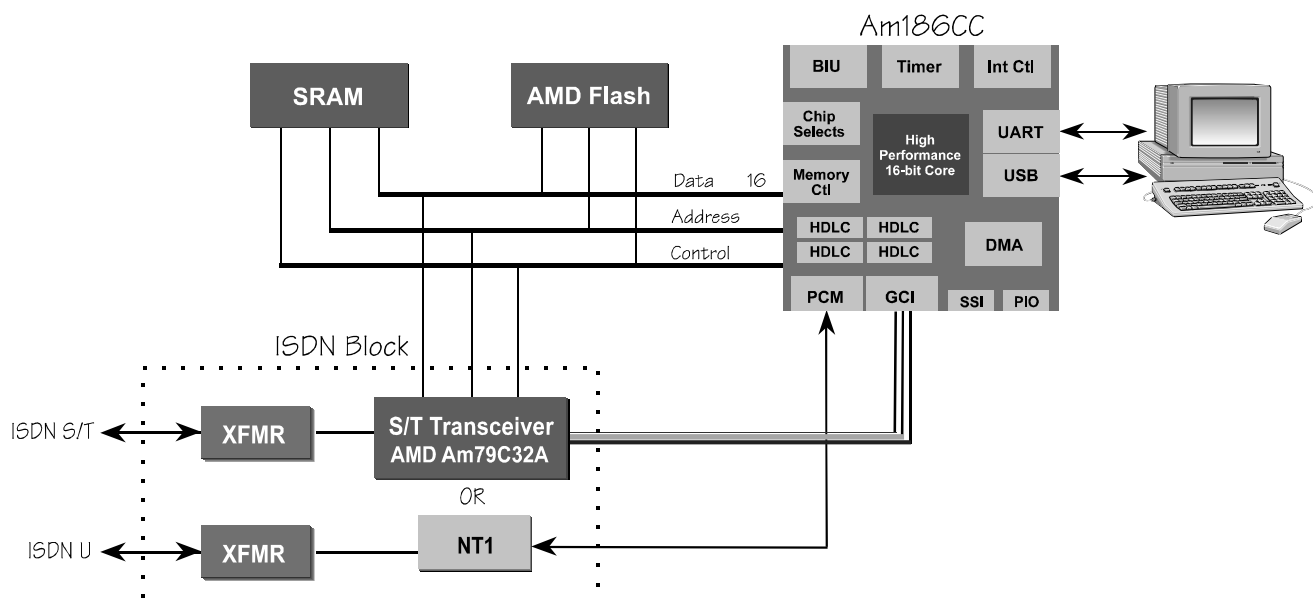 Am186CC
BIU
Timer
Int Ctl
SRAM
AMD Flash
Chip
Selects
High
Performance
16-bit Core
UART
USB
Memory
Ctl
Data 16
Address
Control
HDLC HDLC
HDLC HDLC
DMA
PCM
GCI
SSI
PIO
ISDN Block
ISDN S/T
XFMR
S/T Transceiver
AMD Am79C32A
OR
ISDN U
XFMR
NT1